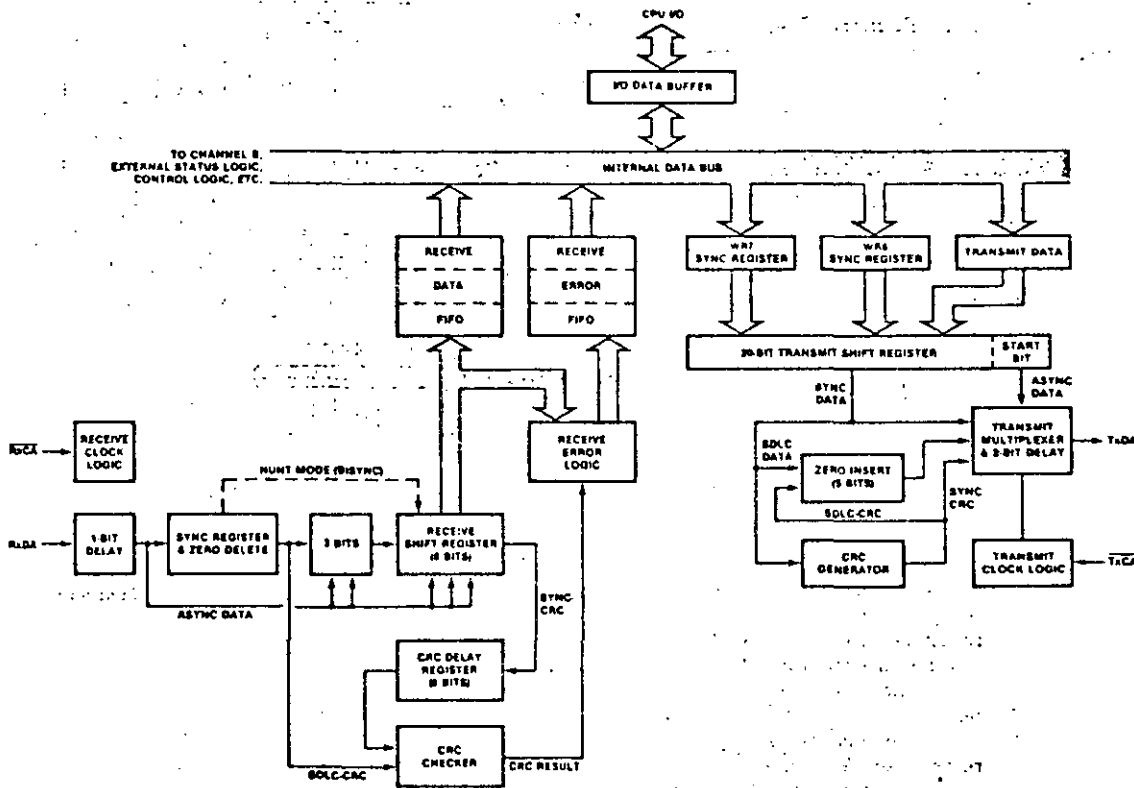 CPU I/O
I/O DATA BUFFER
TO CHANNEL B,
EXTERNAL STATUS LOGIC,
CONTROL LOGIC, ETC.
INTERNAL DATA BUS
RECEIVE
DATA
FIFO
RECEIVE
ERROR
FIFO
WR7
SYNC REGISTER
WR6
SYNC REGISTER
TRANSMIT DATA
20-BIT TRANSMIT SHIFT REGISTER
START
BIT
SYNC
DATA
ASYNC
DATA
RxCA
RECEIVE
CLOCK
LOGIC
HUNT MODE (BISYNC)
RECEIVE
ERROR
LOGIC
SDLC
DATA
ZERO INSERT
(5 BITS)
TRANSMIT
MULTIPLEXER
& 2-BIT DELAY
TxDA
SYNC
CRC
SDLC-CRC
RxDA
1-BIT
DELAY
SYNC REGISTER
& ZERO DELETE
3 BITS
RECEIVE
SHIFT REGISTER
(8 BITS)
CRC
GENERATOR
TRANSMIT
CLOCK LOGIC
TxCA
ASYNC DATA
SYNC-
CRC
CRC DELAY
REGISTER
(8 BITS)
CRC
CHECKER
SDLC-CRC
CRC RESULT